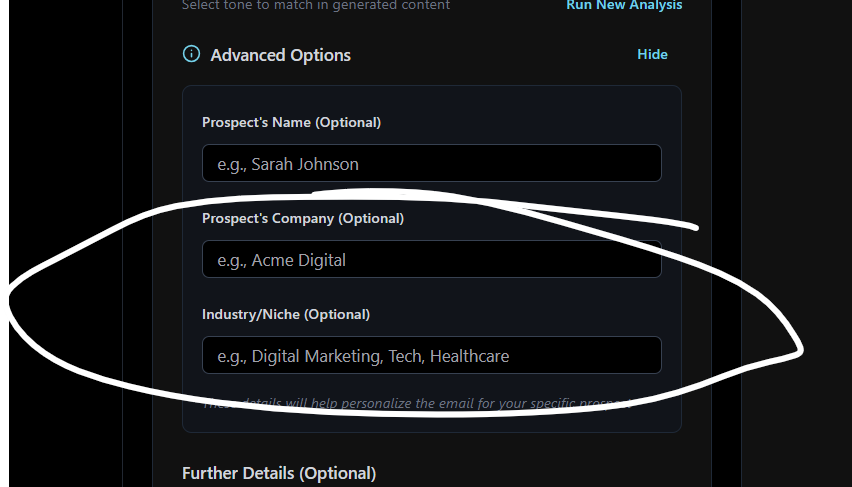 Select tone to match in generated content
Run New Analysis
Advanced Options
Hide
Prospect's Name (Optional)
e.g., Sarah Johnson
Prospect's Company (Optional)
e.g., Acme Digital
Industry/Niche (Optional)
e.g., Digital Marketing, Tech, Healthcare
These details will help personalize the email for your specific prospect
Further Details (Optional)